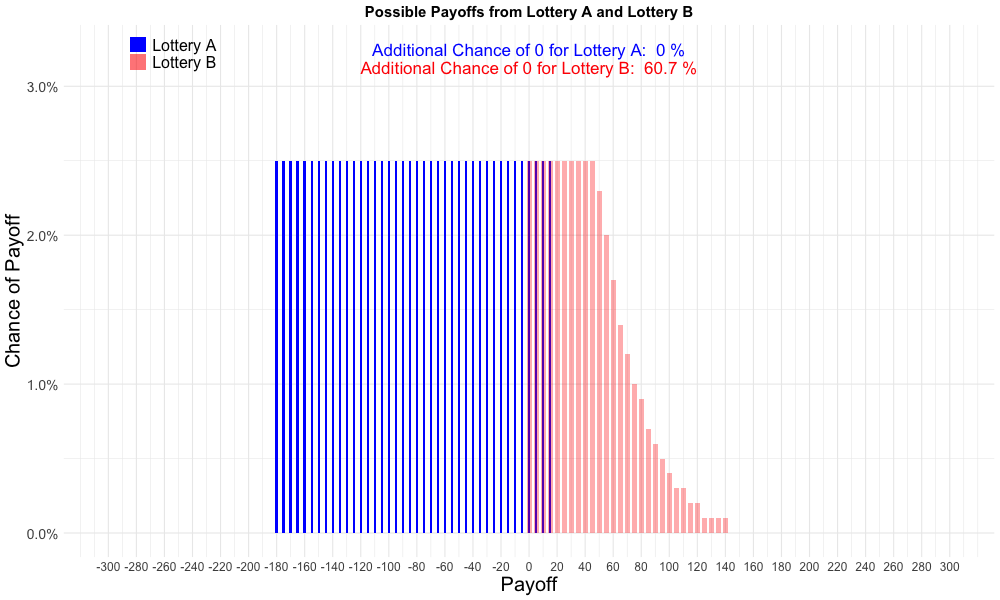 Possible Payoffs from Lottery A and Lottery B
Lottery A
Lottery B
Additional Chance of 0 for Lottery A:  0 %
Additional Chance of 0 for Lottery B:  60.7 %
Chance of Payoff
3.0%
2.0%
1.0%
0.0%
-300 -280 -260 -240 -220 -200 -180 -160 -140 -120 -100 -80 -60 -40 -20 0 20 40 60 80 100 120 140 160 180 200 220 240 260 280 300
Payoff